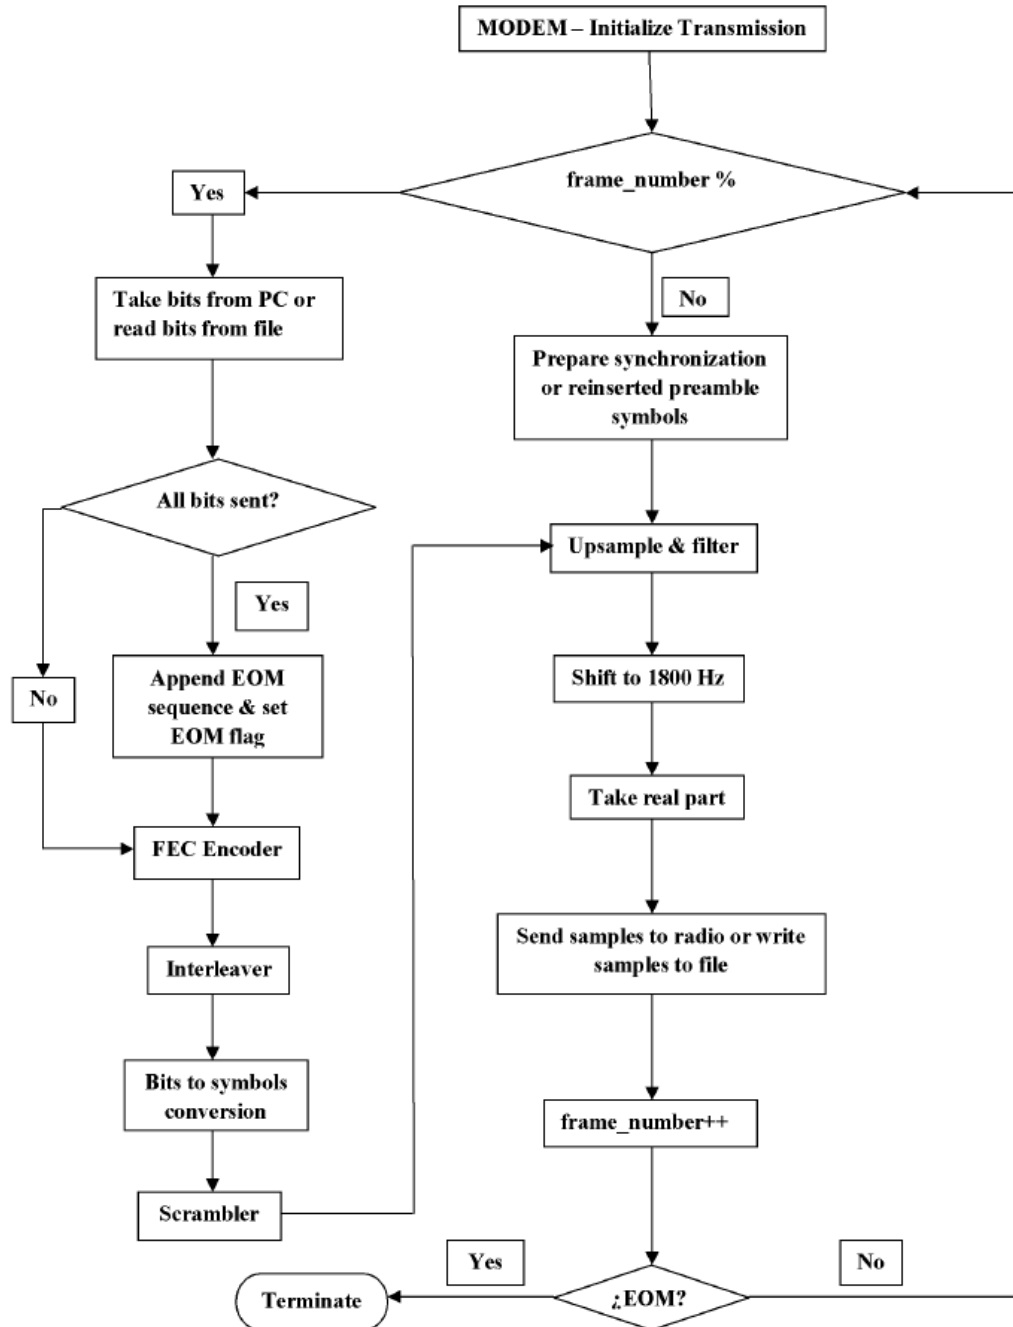 MODEM – Initialize Transmission
frame_number %
Yes
No
Take bits from PC or
read bits from file
Prepare synchronization
or reinserted preamble
symbols
All bits sent?
Upsample & filter
Yes
No
Append EOM
sequence & set
EOM flag
Shift to 1800 Hz
Take real part
FEC Encoder
Send samples to radio or write
samples to file
Interleaver
Bits to symbols
conversion
frame_number++
Scrambler
Yes
No
Terminate
¿EOM?